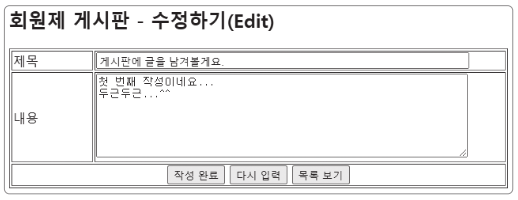 회원제 게시판 - 수정하기(Edit)
제목
게시판에 글을 남겨볼게요.
내용
첫 번째 작성이네요...
두근두근...^^
작성 완료 다시 입력 목록 보기